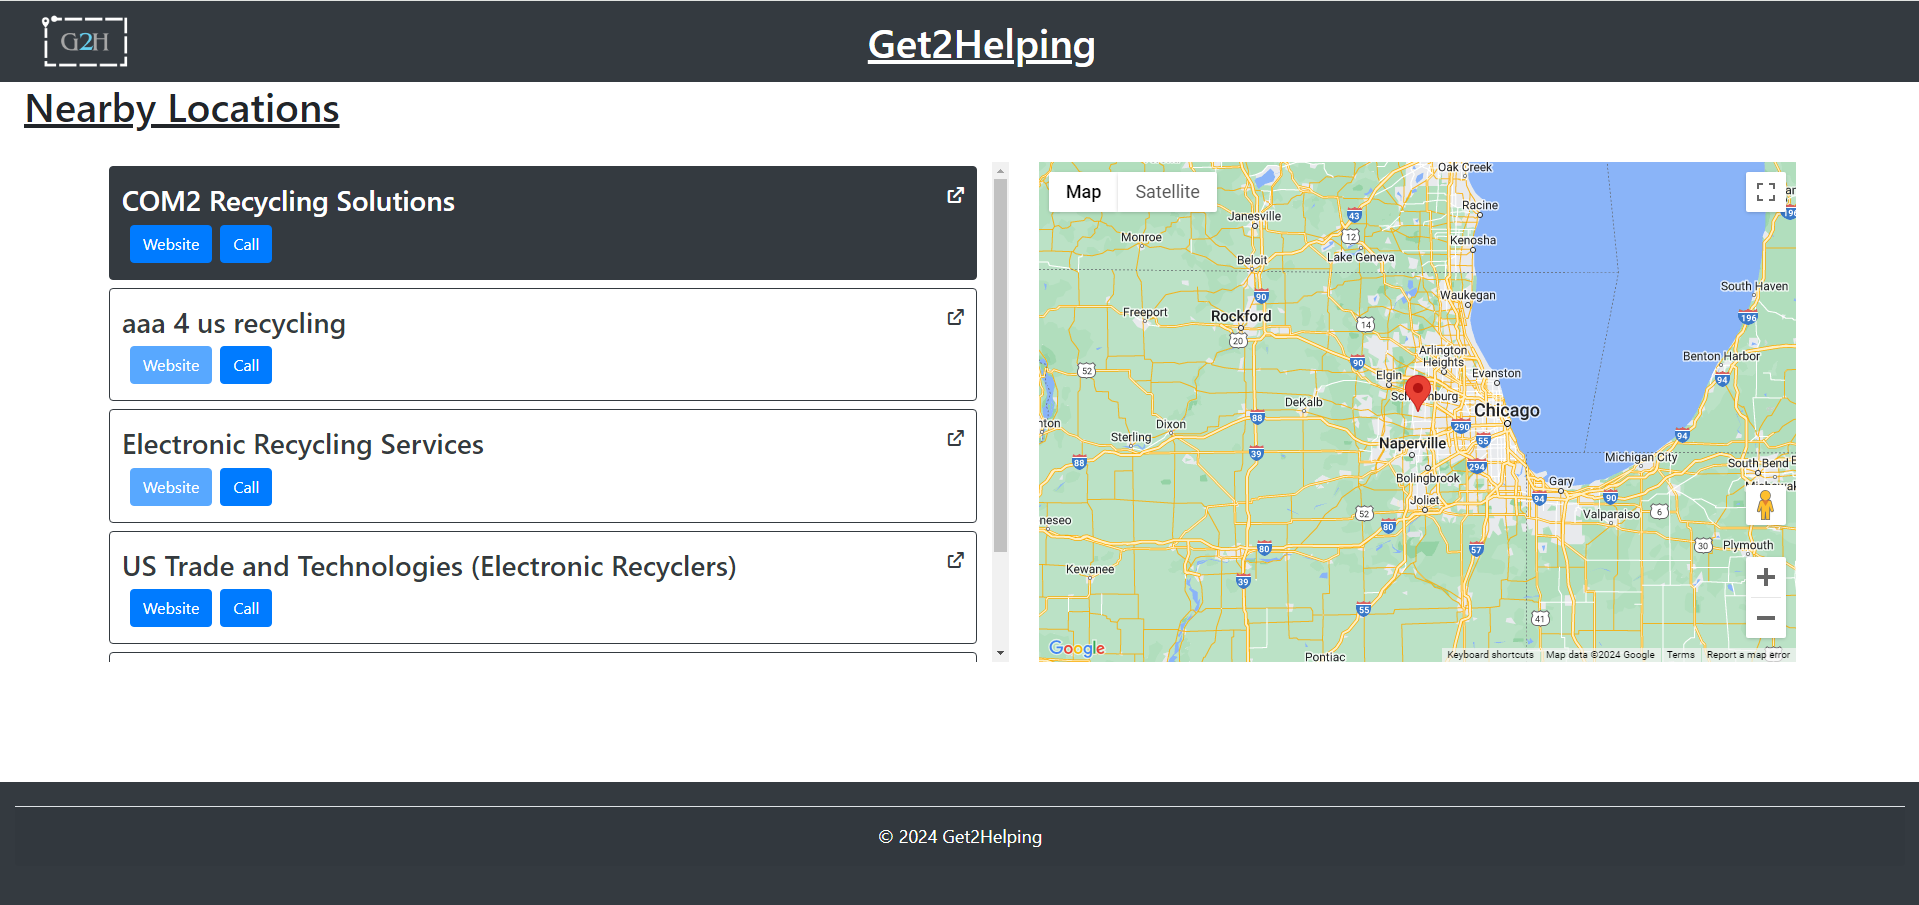 G2H
Get2Helping
Nearby Locations
COM2 Recycling Solutions
Website Call
aaa 4 us recycling
Website Call
Electronic Recycling Services
Website Call
US Trade and Technologies (Electronic Recyclers)
Website Call
Map Satellite
Oak Creek
Racine
Janesville
43
196
12
Monroe
Kenosha
Beloit
Lake Geneva
South Haven
90
Waukegan
Freeport
Rockford
14
196
20
Arlington
Heights
Benton Harbor
90
52
Elgin
Evanston
94
DeKalb
Chicago
88
Dixon
290
94
Sterling
Naperville
55
39
Michigan City
88
294
South Bend
Bolingbrook
Gary
Joliet
94
90
52
Valparaiso
6
80
neseo
80
57
30
Plymouth
Kewanee
39
55
41
Google
Pontiac
Keyboard shortcuts Map data ©2024 Google Terms Report a map error
© 2024 Get2Helping